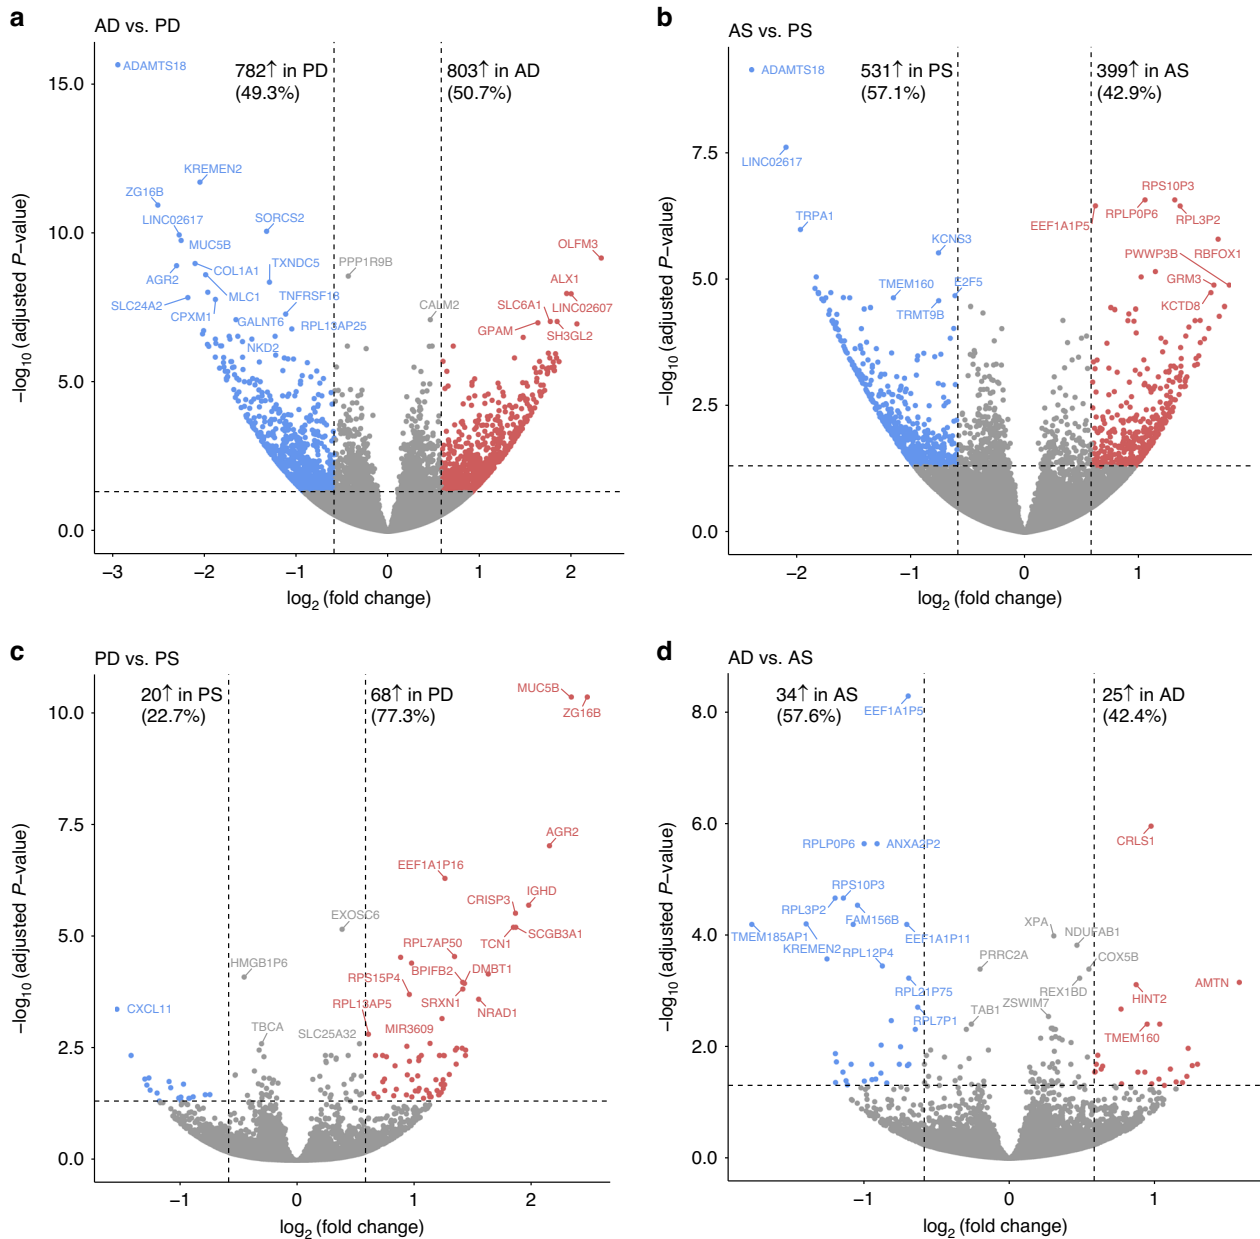 a
AD vs. PD
782↑ in PD
(49.3%)
803↑ in AD
(50.7%)
ADAMTS18
KREMEN2
ZG16B
LINC02617
SORCS2
MUC5B
AGR2
COL1A1
TXNDC5
PPP1R9B
OLFM3
SLC24A2
MLC1
TNFRSF18
CALM2
ALX1
SLC6A1
LINC02607
CPXM1
GALNT6
RPL13AP25
GPAM
SH3GL2
NKD2
15.0
10.0
5.0
0.0
−3
−2
−1
0
1
2
−log10 (adjusted P−value)
log2 (fold change)
b
AS vs. PS
531↑ in PS
(57.1%)
399↑ in AS
(42.9%)
ADAMTS18
LINC02617
TRPA1
KCNS3
TMEM160
E2F5
TRMT9B
RPS10P3
RPLP0P6
EEF1A1P5
RPL3P2
PWWP3B
RBFOX1
GRM3
KCTD8
7.5
5.0
2.5
0.0
−2
−1
0
1
−log10 (adjusted P−value)
log2 (fold change)
c
PD vs. PS
20↑ in PS
(22.7%)
68↑ in PD
(77.3%)
MUC5B
ZG16B
AGR2
EEF1A1P16
CRISP3
IGHD
EXOSC6
TCN1
SCGB3A1
RPL7AP50
HMGB1P6
RPS15P4
BPIFB2
DMBT1
SRXN1
NRAD1
RPL13AP5
CXCL11
TBCA
SLC25A32
MIR3609
10.0
7.5
5.0
2.5
0.0
−1
0
1
2
−log10 (adjusted P−value)
log2 (fold change)
d
AD vs. AS
34↑ in AS
(57.6%)
25↑ in AD
(42.4%)
EEF1A1P5
RPLP0P6
ANXA2P2
CRLS1
RPS10P3
RPL3P2
FAM156B
TMEM185AP1
KREMEN2
EEF1A1P11
RPL12P4
XPA
NDUFAB1
PRRC2A
COX5B
RPL21P75
REX1BD
HINT2
AMTN
RPL7P1
TAB1
ZSWIM7
TMEM160
8.0
6.0
4.0
2.0
0.0
−1
0
1
−log10 (adjusted P−value)
log2 (fold change)